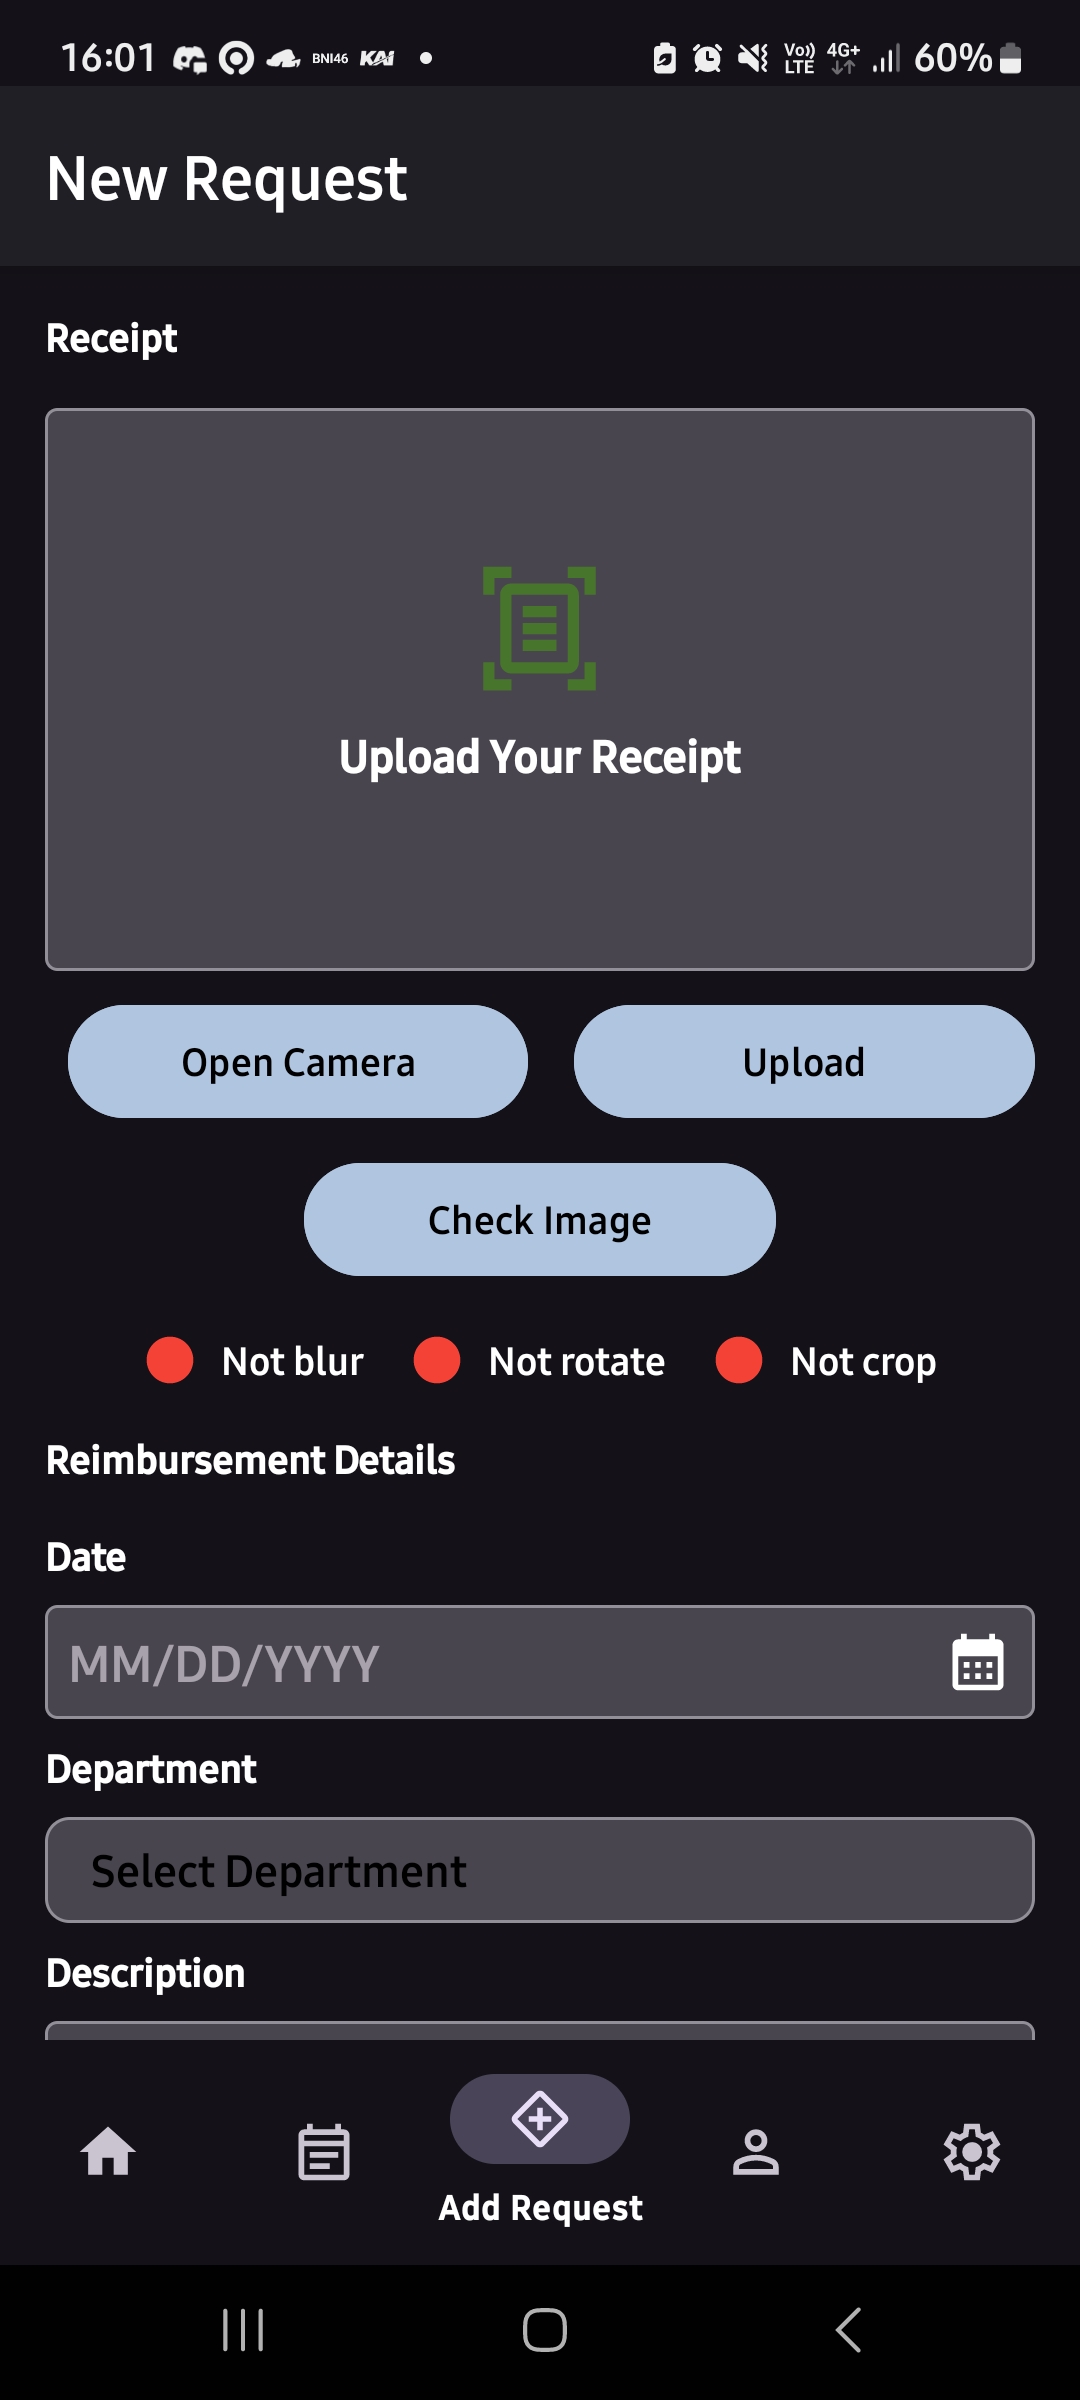 16:01 BNI46 KAI Vo)) LTE 4G+ 60%
New Request
Receipt
Upload Your Receipt
Open Camera Upload
Check Image
Not blur Not rotate Not crop
Reimbursement Details
Date
MM/DD/YYYY
Department
Select Department
Description
Add Request